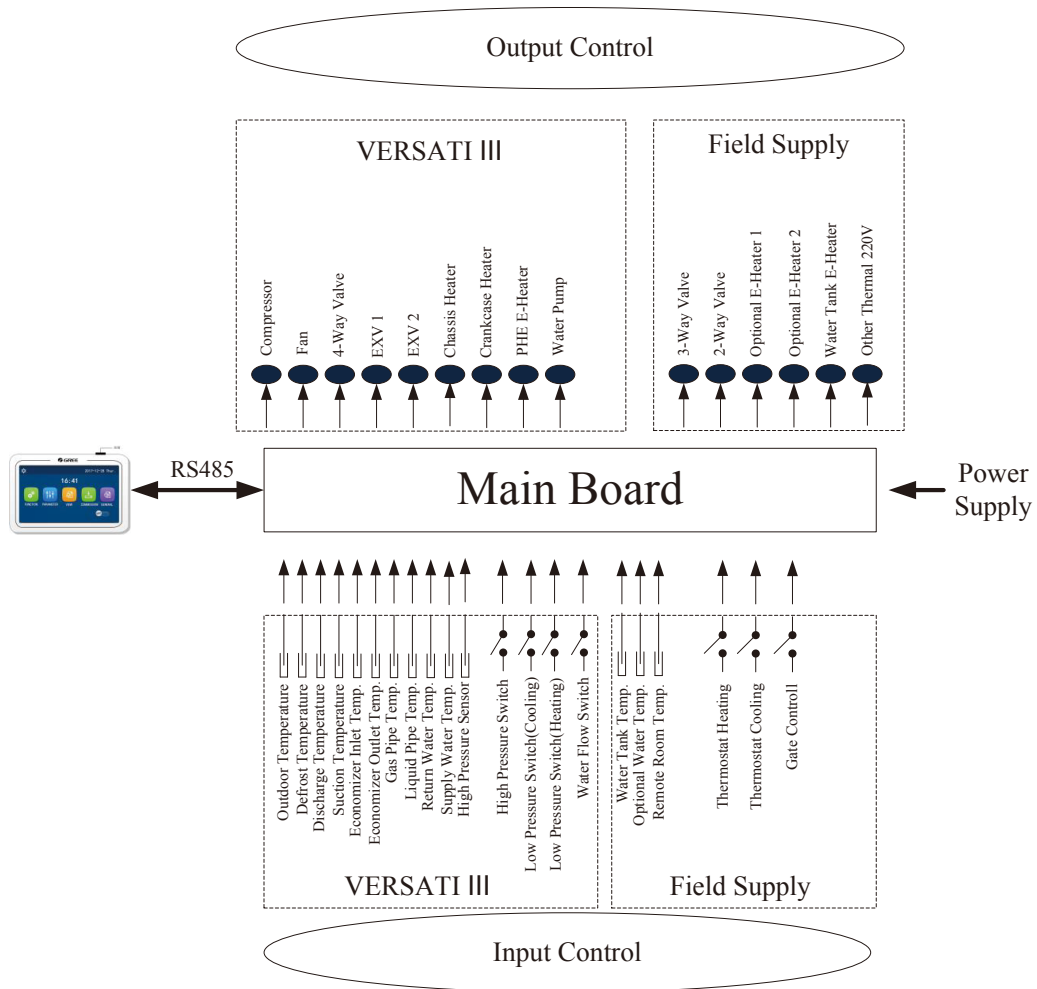 Output Control
VERSATI III
Field Supply
Compressor
Fan
4-Way Valve
EXV 1
EXV 2
Chassis Heater
Crankcase Heater
PHE E-Heater
Water Pump
3-Way Valve
2-Way Valve
Optional E-Heater 1
Optional E-Heater 2
Water Tank E-Heater
Other Thermal 220V
GREE
16:41
RS485
Main Board
Power
Supply
Outdoor Temperature
Defrost Temperature
Discharge Temperature
Suction Temperature
Economizer Inlet Temp.
Economizer Outlet Temp.
Gas Pipe Temp.
Liquid Pipe Temp.
Return Water Temp.
Supply Water Temp.
High Pressure Sensor
High Pressure Switch
Low Pressure Switch(Cooling)
Low Pressure Switch(Heating)
Water Flow Switch
Water Tank Temp.
Optional Water Temp.
Remote Room Temp.
Thermostat Heating
Thermostat Cooling
Gate Controll
VERSATI III
Field Supply
Input Control